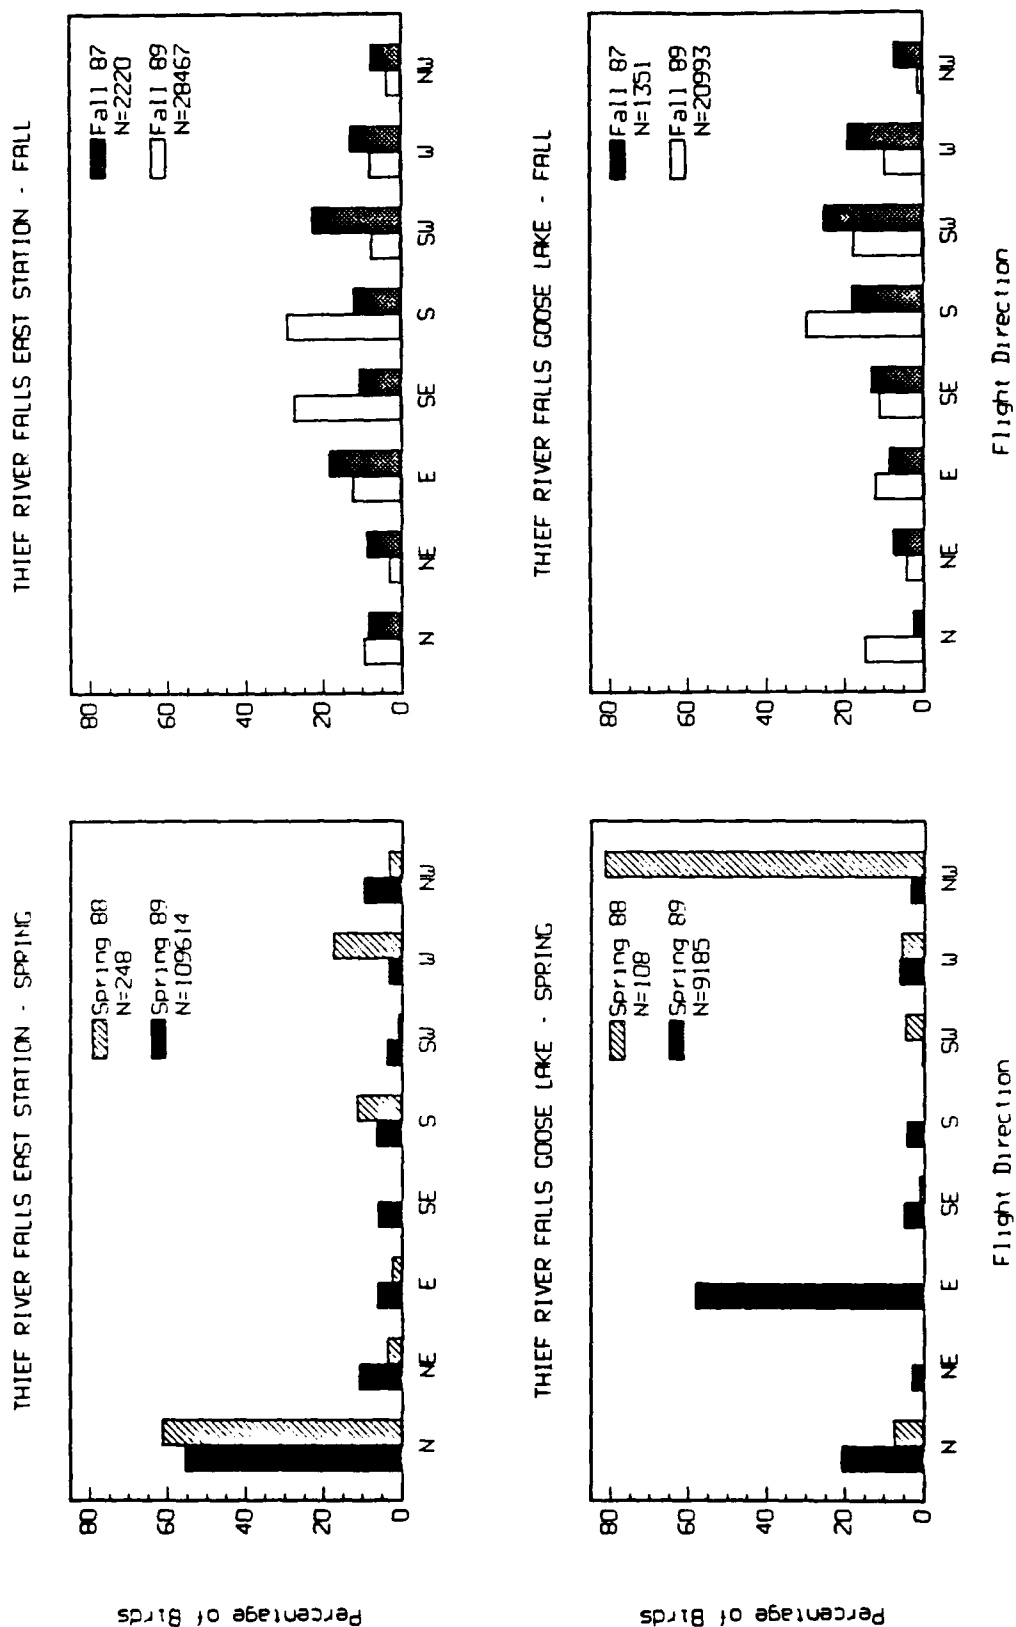 THIEF RIVER FALLS EAST STATION - SPRING
Percentage of Birds
80
60
40
20
0
Spring 88
N=248
Spring 89
N=109614
N NE E SE S SW W NW
THIEF RIVER FALLS EAST STATION - FALL
80
60
40
20
0
Fall 87
N=2220
Fall 89
N=28467
N NE E SE S SW W NW
THIEF RIVER FALLS GOOSE LAKE - SPRING
Percentage of Birds
80
60
40
20
0
Spring 88
N=108
Spring 89
N=9185
N NE E SE S SW W NW
Flight Direction
THIEF RIVER FALLS GOOSE LAKE - FALL
80
60
40
20
0
Fall 87
N=1351
Fall 89
N=20993
N NE E SE S SW W NW
Flight Direction